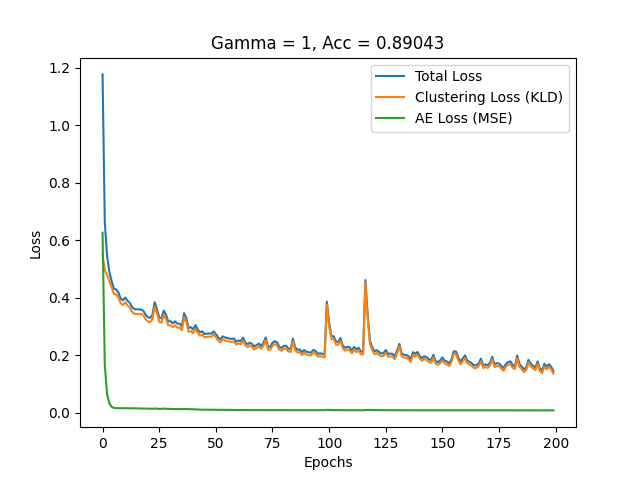 Gamma = 1, Acc = 0.89043
Total Loss
Clustering Loss (KLD)
AE Loss (MSE)
1.2
1.0
0.8
0.6
0.4
0.2
0.0
Loss
0 25 50 75 100 125 150 175 200
Epochs